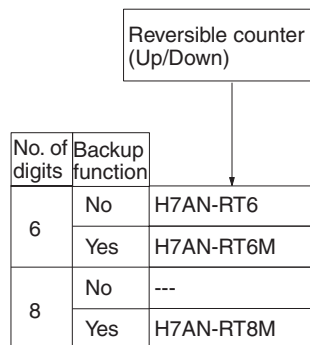 Reversible counter
(Up/Down)
No. of digits Backup function
6 No H7AN-RT6
Yes H7AN-RT6M
8 No ---
Yes H7AN-RT8M